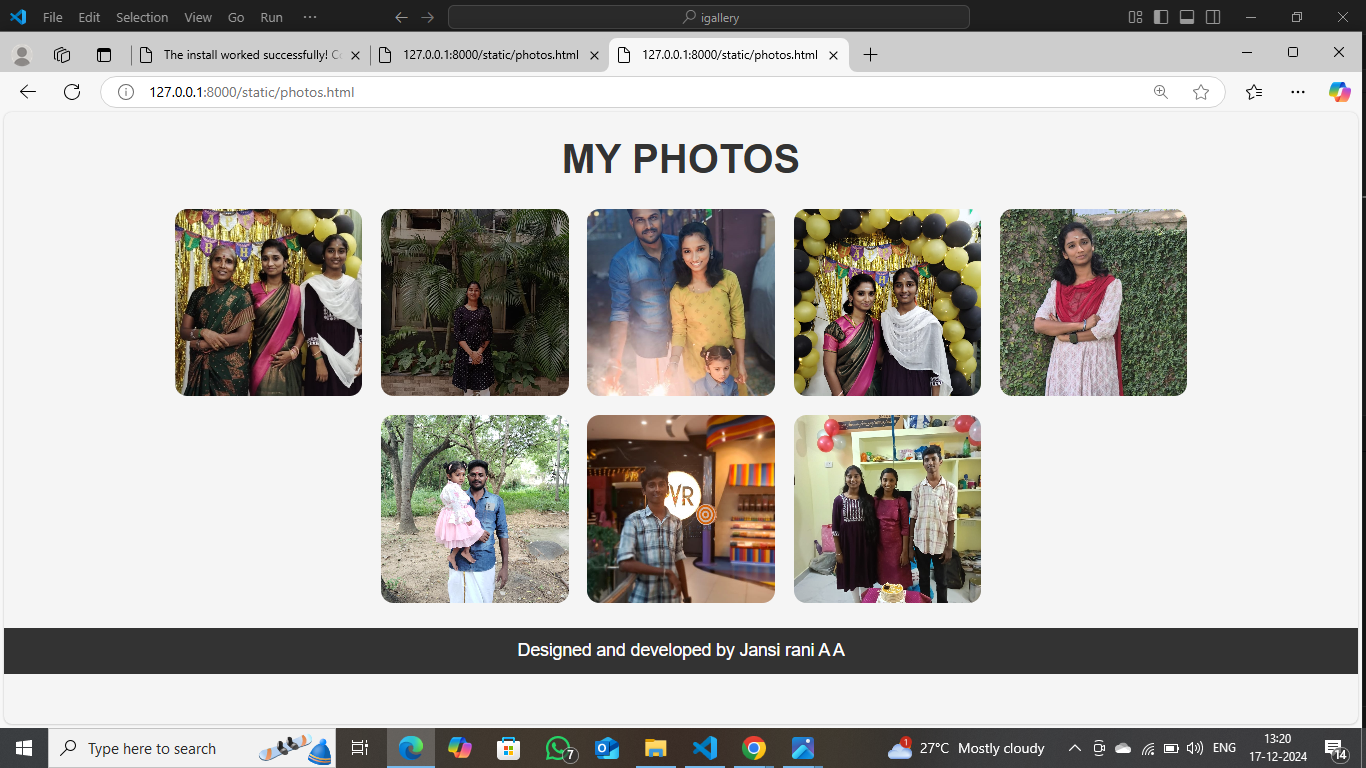 File Edit Selection View Go Run ··· igallery
The install worked successfully! Co 127.0.0.1:8000/static/photos.html 127.0.0.1:8000/static/photos.html
127.0.0.1:8000/static/photos.html
MY PHOTOS
VR
Designed and developed by Jansi rani A A
Type here to search
7
1
27°C Mostly cloudy
ENG
13:20
17-12-2024
14